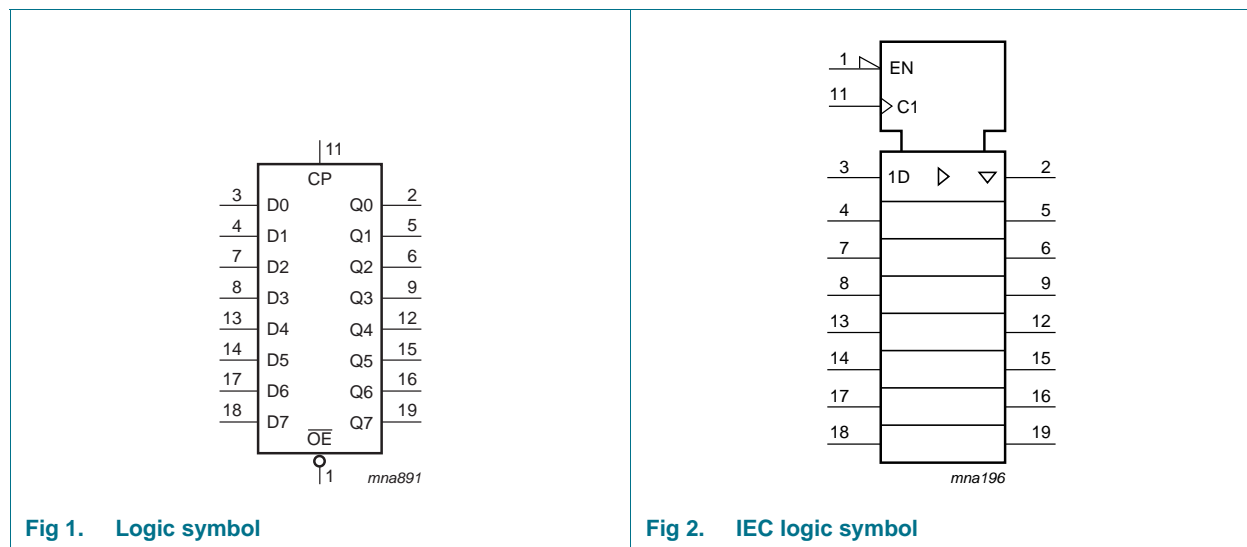 11
CP
3 D0 Q0 2
4 D1 Q1 5
7 D2 Q2 6
8 D3 Q3 9
13 D4 Q4 12
14 D5 Q5 15
17 D6 Q6 16
18 D7 Q7 19
OE
1 mna891
Fig 1. Logic symbol
1 EN
11 C1
3 1D 2
4 5
7 6
8 9
13 12
14 15
17 16
18 19
mna196
Fig 2. IEC logic symbol